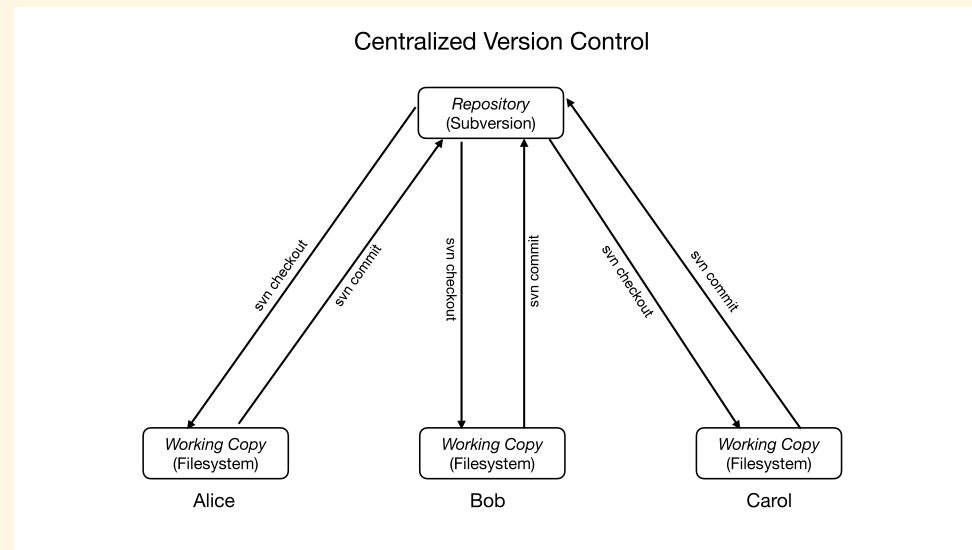 Centralized Version Control
Repository
(Subversion)
svn checkout
svn commit
svn checkout
svn commit
svn checkout
svn commit
Working Copy
(Filesystem)
Alice
Working Copy
(Filesystem)
Bob
Working Copy
(Filesystem)
Carol